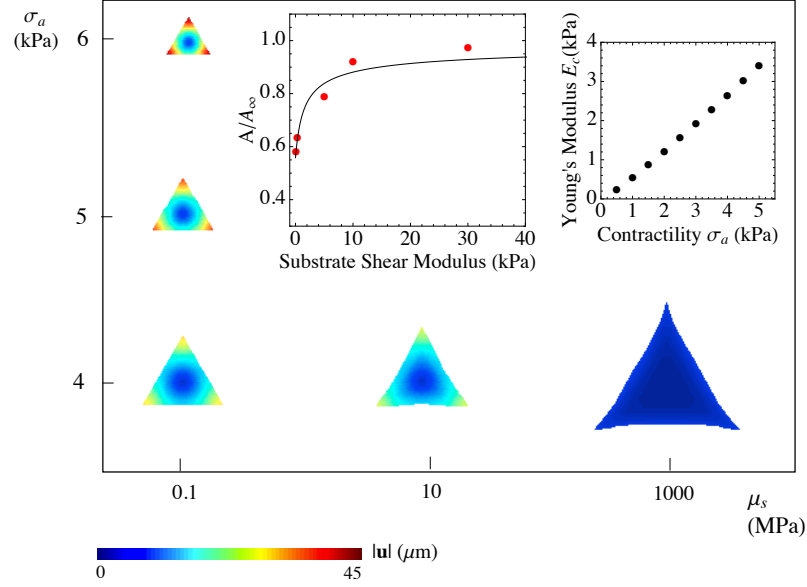 σa
(kPa)
6
5
4
0.1
10
1000
μs
(MPa)
A/A∞
1.0
0.8
0.6
0.4
0
10
20
30
40
Substrate Shear Modulus (kPa)
Young's Modulus Ec(kPa)
4
3
2
1
0
0 1 2 3 4 5
Contractility σa (kPa)
|u| (μm)
0
45